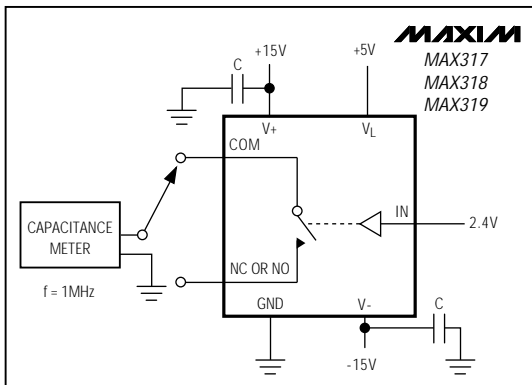 MAXIM
MAX317
MAX318
MAX319
+15V
+5V
C
V+
VL
COM
IN
2.4V
CAPACITANCE
METER
NC OR NO
f = 1MHz
GND
V-
C
-15V